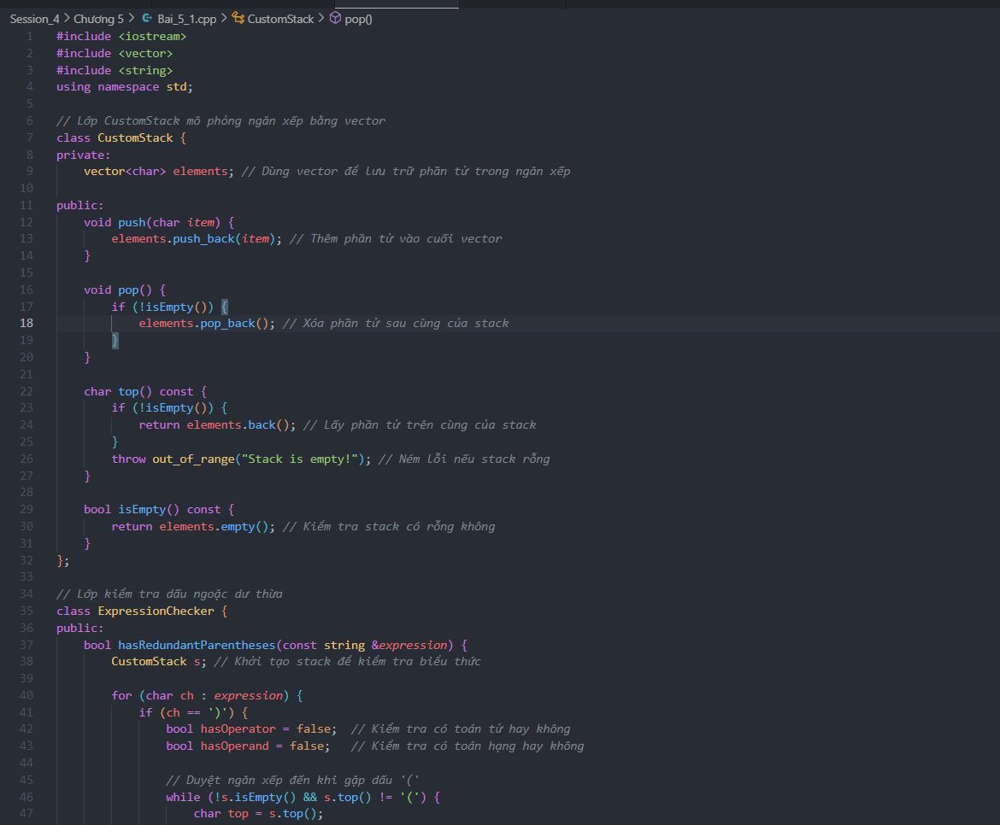 Session_4 > Chương 5 > Bai_5_1.cpp > CustomStack > pop()
1 #include <iostream>
2 #include <vector>
3 #include <string>
4 using namespace std;
5
6 // Lớp CustomStack mô phỏng ngăn xếp bằng vector
7 class CustomStack {
8 private:
9     vector<char> elements; // Dùng vector để lưu trữ phần tử trong ngăn xếp
10
11 public:
12     void push(char item) {
13         elements.push_back(item); // Thêm phần tử vào cuối vector
14     }
15
16     void pop() {
17         if (!isEmpty()) {
18             elements.pop_back(); // Xóa phần tử sau cùng của stack
19         }
20     }
21
22     char top() const {
23         if (!isEmpty()) {
24             return elements.back(); // Lấy phần tử trên cùng của stack
25         }
26         throw out_of_range("Stack is empty!"); // Ném lỗi nếu stack rỗng
27     }
28
29     bool isEmpty() const {
30         return elements.empty(); // Kiểm tra stack có rỗng không
31     }
32 };
33
34 // Lớp kiểm tra dấu ngoặc dư thừa
35 class ExpressionChecker {
36 public:
37     bool hasRedundantParentheses(const string &expression) {
38         CustomStack s; // Khởi tạo stack để kiểm tra biểu thức
39
40         for (char ch : expression) {
41             if (ch == ')') {
42                 bool hasOperator = false;  // Kiểm tra có toán tử hay không
43                 bool hasOperand = false;   // Kiểm tra có toán hạng hay không
44
45                 // Duyệt ngăn xếp đến khi gặp dấu '('
46                 while (!s.isEmpty() && s.top() != '(') {
47                     char top = s.top();